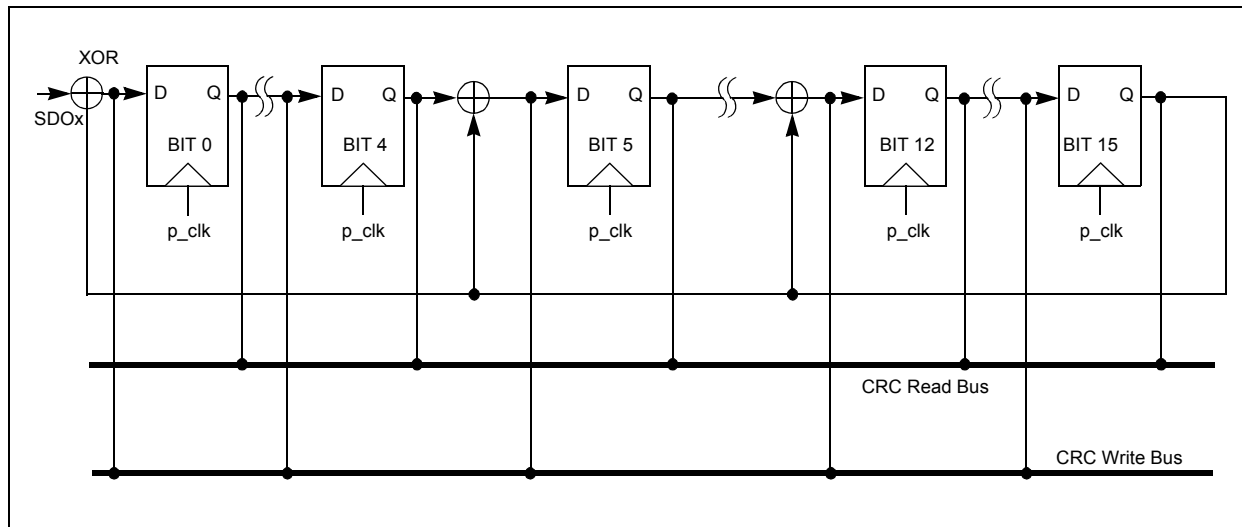 XOR
SDOx
D Q D Q D Q D Q D Q
BIT 0 BIT 4 BIT 5 BIT 12 BIT 15
p_clk p_clk p_clk p_clk p_clk
CRC Read Bus
CRC Write Bus